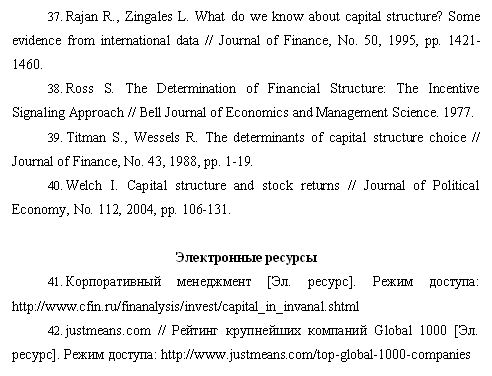 37. Rajan R., Zingales L. What do we know about capital structure? Some
evidence from international data // Journal of Finance, No. 50, 1995, pp. 1421-
1460.
38. Ross S. The Determination of Financial Structure: The Incentive
Signaling Approach // Bell Journal of Economics and Management Science. 1977.
39. Titman S., Wessels R. The determinants of capital structure choice //
Journal of Finance, No. 43, 1988, pp. 1-19.
40. Welch I. Capital structure and stock returns // Journal of Political
Economy, No. 112, 2004, pp. 106-131.
Электронные ресурсы
41. Корпоративный менеджмент [Эл. ресурс]. Режим доступа:
http://www.cfin.ru/finanalysis/invest/capital_in_invanal.shtml
42. justmeans.com // Рейтинг крупнейших компаний Global 1000 [Эл.
ресурс]. Режим доступа: http://www.justmeans.com/top-global-1000-companies